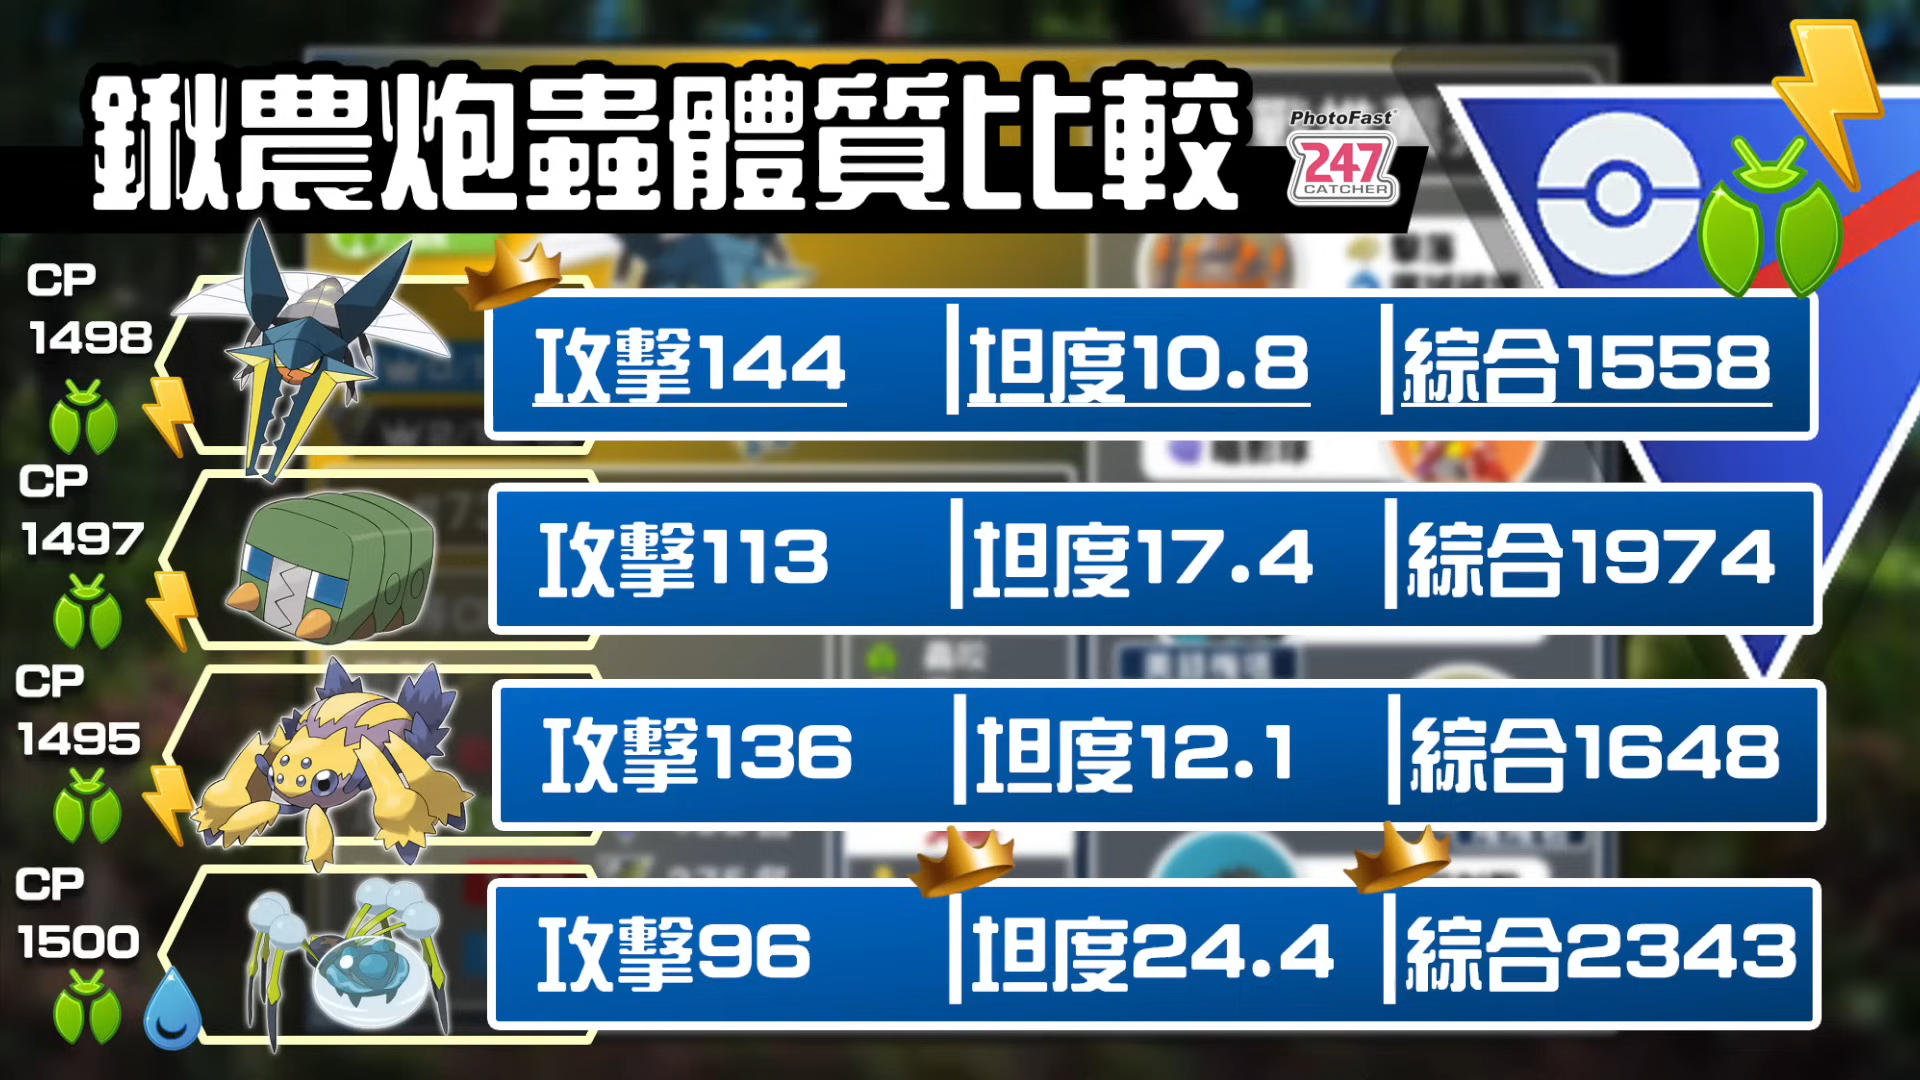 鍬農炮蟲體質比較
PhotoFast
247
CATCHER
CP
1498
攻擊144
坦度10.8
綜合1558
CP
1497
攻擊113
坦度17.4
綜合1974
CP
1495
攻擊136
坦度12.1
綜合1648
CP
1500
攻擊96
坦度24.4
綜合2343